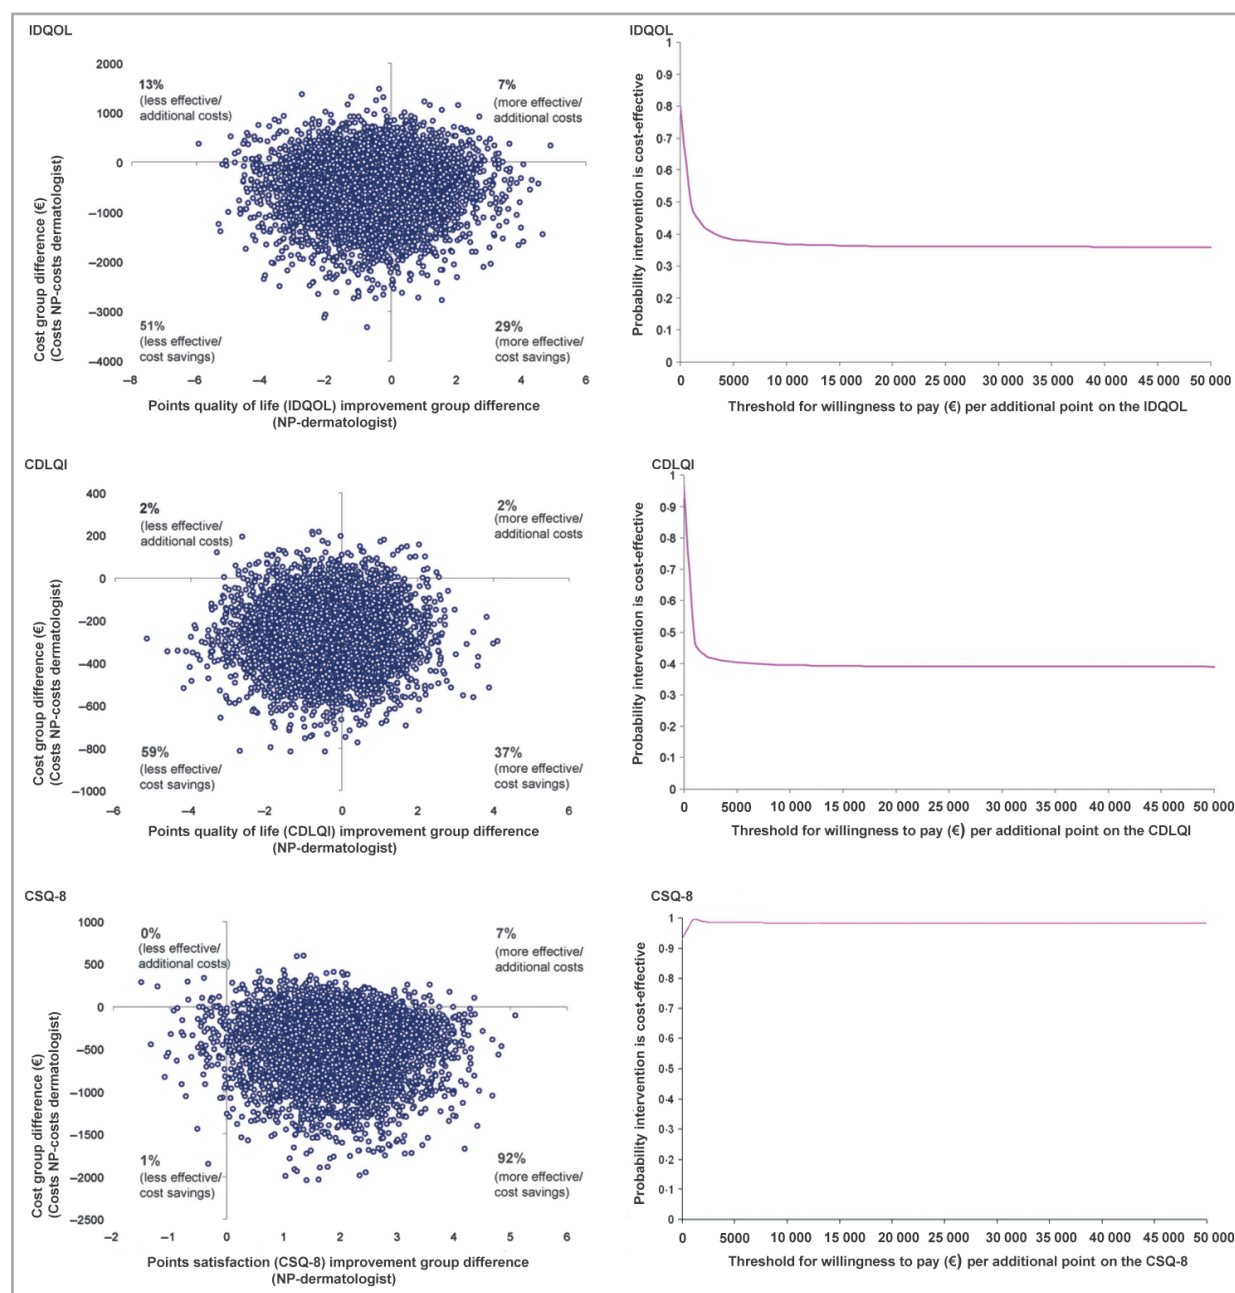 IDQOL
2000
1000
0
–1000
–2000
–3000
–4000
–8
–6
–4
–2
0
2
4
6
13%
(less effective/
additional costs)
7%
(more effective/
additional costs
51%
(less effective/
cost savings)
29%
(more effective/
cost savings)
Cost group difference (€)
(Costs NP-costs dermatologist)
Points quality of life (IDQOL) improvement group difference
(NP-dermatologist)
IDQOL
1
0·9
0·8
0·7
0·6
0·5
0·4
0·3
0·2
0·1
0
0 5000 10 000 15 000 20 000 25 000 30 000 35 000 40 000 45 000 50 000
Probability intervention is cost-effective
Threshold for willingness to pay (€) per additional point on the IDQOL
CDLQI
400
200
0
–200
–400
–600
–800
–1000
–6
–4
–2
0
2
4
6
2%
(less effective/
additional costs)
2%
(more effective/
additional costs
59%
(less effective/
cost savings)
37%
(more effective/
cost savings)
Cost group difference (€)
(Costs NP-costs dermatologist)
Points quality of life (CDLQI) improvement group difference
(NP-dermatologist)
CDLQI
1
0·9
0·8
0·7
0·6
0·5
0·4
0·3
0·2
0·1
0
0 5000 10 000 15 000 20 000 25 000 30 000 35 000 40 000 45 000 50 000
Probability intervention is cost-effective
Threshold for willingness to pay (€) per additional point on the CDLQI
CSQ-8
1000
500
0
–500
–1000
–1500
–2000
–2500
–2
–1
0
1
2
3
4
5
6
0%
(less effective/
additional costs)
7%
(more effective/
additional costs
1%
(less effective/
cost savings)
92%
(more effective/
cost savings)
Cost group difference (€)
(Costs NP-costs dermatologist)
Points satisfaction (CSQ-8) improvement group difference
(NP-dermatologist)
CSQ-8
1
0·9
0·8
0·7
0·6
0·5
0·4
0·3
0·2
0·1
0
0 5000 10 000 15 000 20 000 25 000 30 000 35 000 40 000 45 000 50 000
Probability intervention is cost-effective
Threshold for willingness to pay (€) per additional point on the CSQ-8